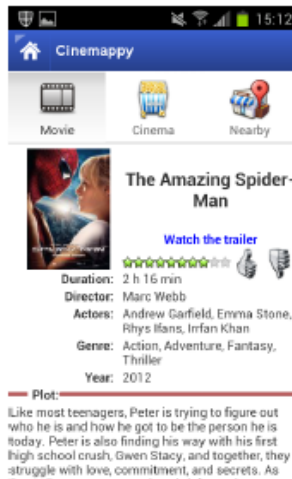 15:12
Cinemappy
Movie
Cinema
Nearby
The Amazing Spider-
Man
Watch the trailer
Duration: 2 h 16 min
Director: Marc Webb
Actors: Andrew Garfield, Emma Stone,
Rhys Ifans, Irrfan Khan
Genre: Action, Adventure, Fantasy,
Thriller
Year: 2012
Plot:
Like most teenagers, Peter is trying to figure out
who he is and how he got to be the person he is
today. Peter is also finding his way with his first
high school crush, Gwen Stacy, and together, they
struggle with love, commitment, and secrets. As